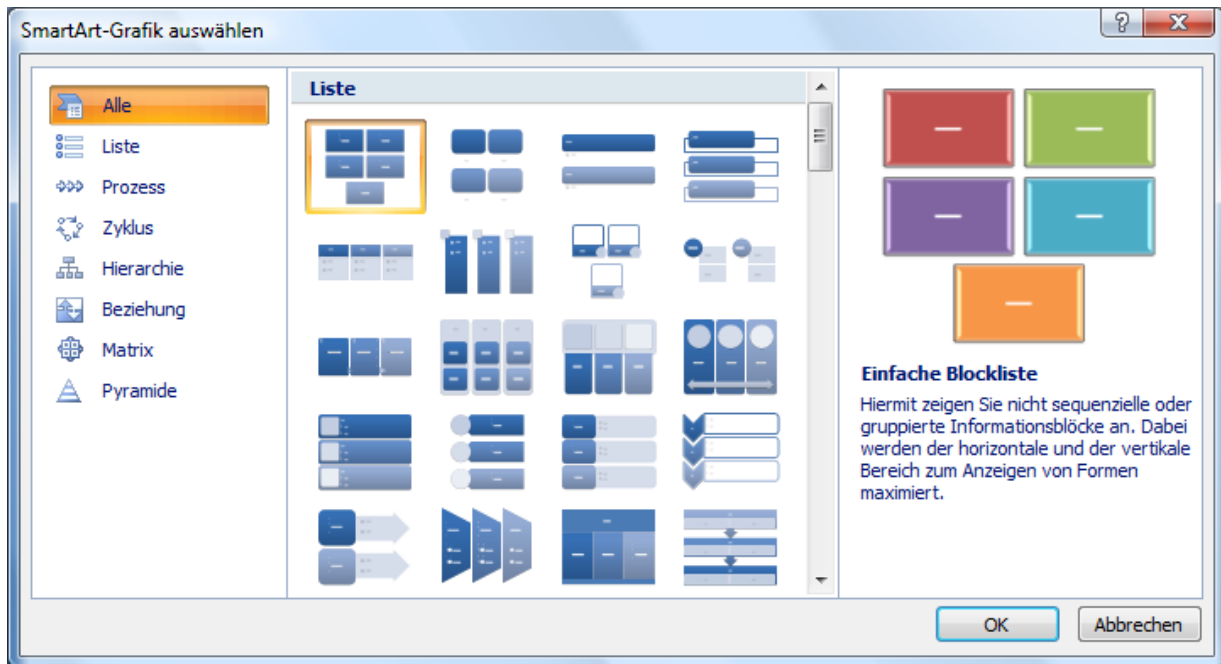 SmartArt-Grafik auswählen
Alle
Liste
Prozess
Zyklus
Hierarchie
Beziehung
Matrix
Pyramide
Liste
Einfache Blockliste
Hiermit zeigen Sie nicht sequenzielle oder
gruppierte Informationsblöcke an. Dabei
werden der horizontale und der vertikale
Bereich zum Anzeigen von Formen
maximiert.
OK
Abbrechen